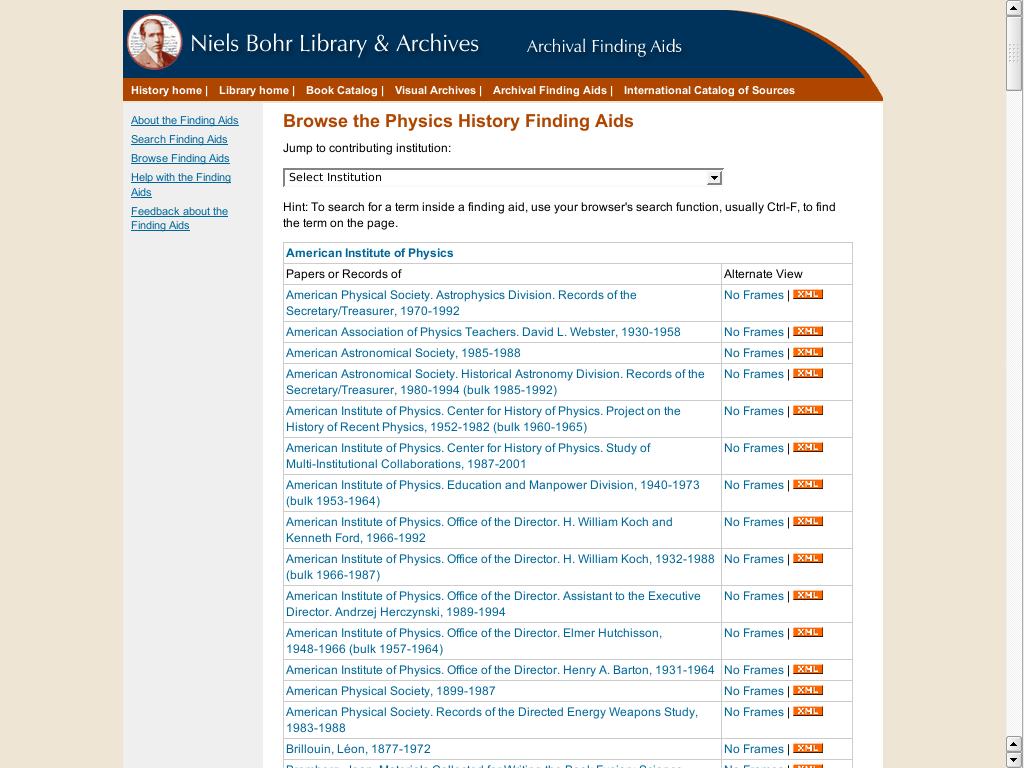 Niels Bohr Library & Archives Archival Finding Aids
History home | Library home | Book Catalog | Visual Archives | Archival Finding Aids | International Catalog of Sources
About the Finding Aids
Search Finding Aids
Browse Finding Aids
Help with the Finding
Aids
Feedback about the
Finding Aids
Browse the Physics History Finding Aids
Jump to contributing institution:
Select Institution
Hint: To search for a term inside a finding aid, use your browser's search function, usually Ctrl-F, to find
the term on the page.
American Institute of Physics
Papers or Records of Alternate View
American Physical Society. Astrophysics Division. Records of the No Frames | XML
Secretary/Treasurer, 1970-1992
American Association of Physics Teachers. David L. Webster, 1930-1958 No Frames | XML
American Astronomical Society, 1985-1988 No Frames | XML
American Astronomical Society. Historical Astronomy Division. Records of the No Frames | XML
Secretary/Treasurer, 1980-1994 (bulk 1985-1992)
American Institute of Physics. Center for History of Physics. Project on the No Frames | XML
History of Recent Physics, 1952-1982 (bulk 1960-1965)
American Institute of Physics. Center for History of Physics. Study of No Frames | XML
Multi-Institutional Collaborations, 1987-2001
American Institute of Physics. Education and Manpower Division, 1940-1973 No Frames | XML
(bulk 1953-1964)
American Institute of Physics. Office of the Director. H. William Koch and No Frames | XML
Kenneth Ford, 1966-1992
American Institute of Physics. Office of the Director. H. William Koch, 1932-1988 No Frames | XML
(bulk 1966-1987)
American Institute of Physics. Office of the Director. Assistant to the Executive No Frames | XML
Director. Andrzej Herczynski, 1989-1994
American Institute of Physics. Office of the Director. Elmer Hutchisson, No Frames | XML
1948-1966 (bulk 1957-1964)
American Institute of Physics. Office of the Director. Henry A. Barton, 1931-1964 No Frames | XML
American Physical Society, 1899-1987 No Frames | XML
American Physical Society. Records of the Directed Energy Weapons Study, No Frames | XML
1983-1988
Brillouin, Léon, 1877-1972 No Frames | XML